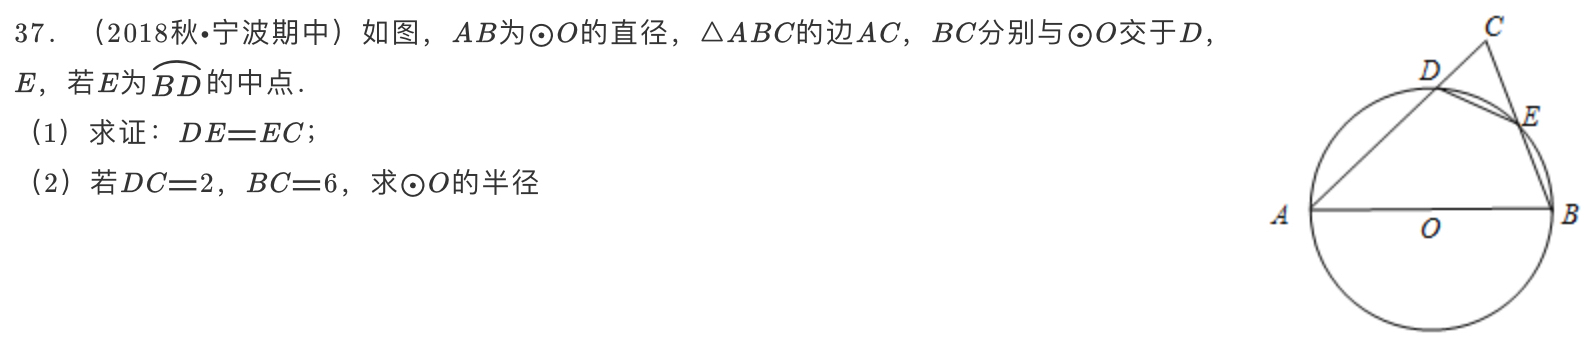 37. （2018秋•宁波期中）如图，AB为⊙O的直径，△ABC的边AC，BC分别与⊙O交于D，
E，若E为B͡D的中点.
（1）求证：DE=EC；
（2）若DC=2，BC=6，求⊙O的半径
C
D
E
A
O
B